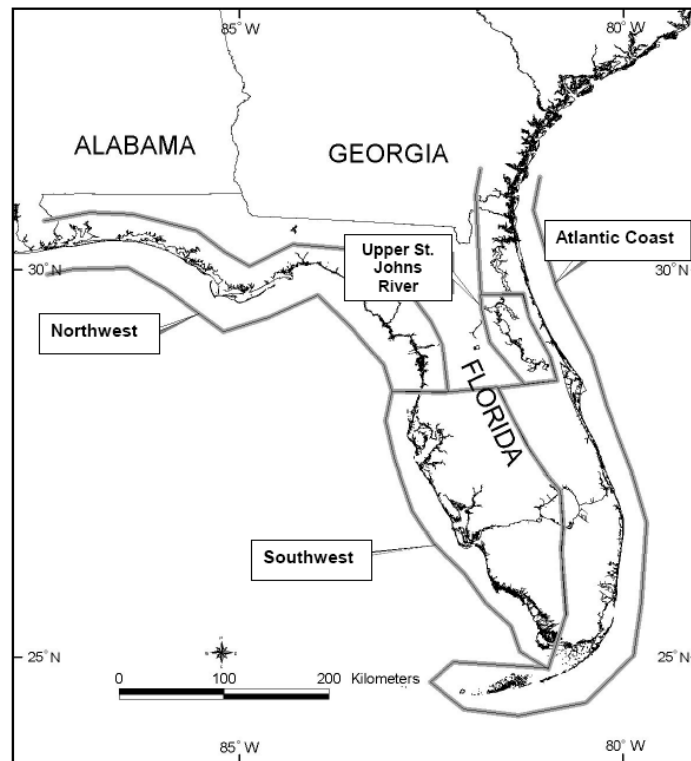 85° W
80° W
ALABAMA
GEORGIA
Upper St.
Johns
River
Atlantic Coast
30° N
30° N
Northwest
FLORIDA
Southwest
25° N
25° N
0 100 200 Kilometers
85° W
80° W